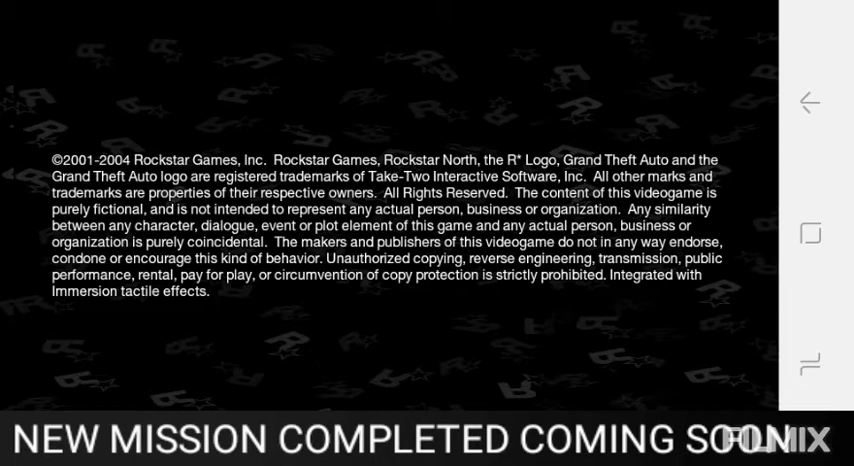 ©2001-2004 Rockstar Games, Inc. Rockstar Games, Rockstar North, the R* Logo, Grand Theft Auto and the
Grand Theft Auto logo are registered trademarks of Take-Two Interactive Software, Inc. All other marks and
trademarks are properties of their respective owners. All Rights Reserved. The content of this videogame is
purely fictional, and is not intended to represent any actual person, business or organization. Any similarity
between any character, dialogue, event or plot element of this game and any actual person, business or
organization is purely coincidental. The makers and publishers of this videogame do not in any way endorse,
condone or encourage this kind of behavior. Unauthorized copying, reverse engineering, transmission, public
performance, rental, pay for play, or circumvention of copy protection is strictly prohibited. Integrated with
Immersion tactile effects.
NEW MISSION COMPLETED COMING SOON
FILMIX